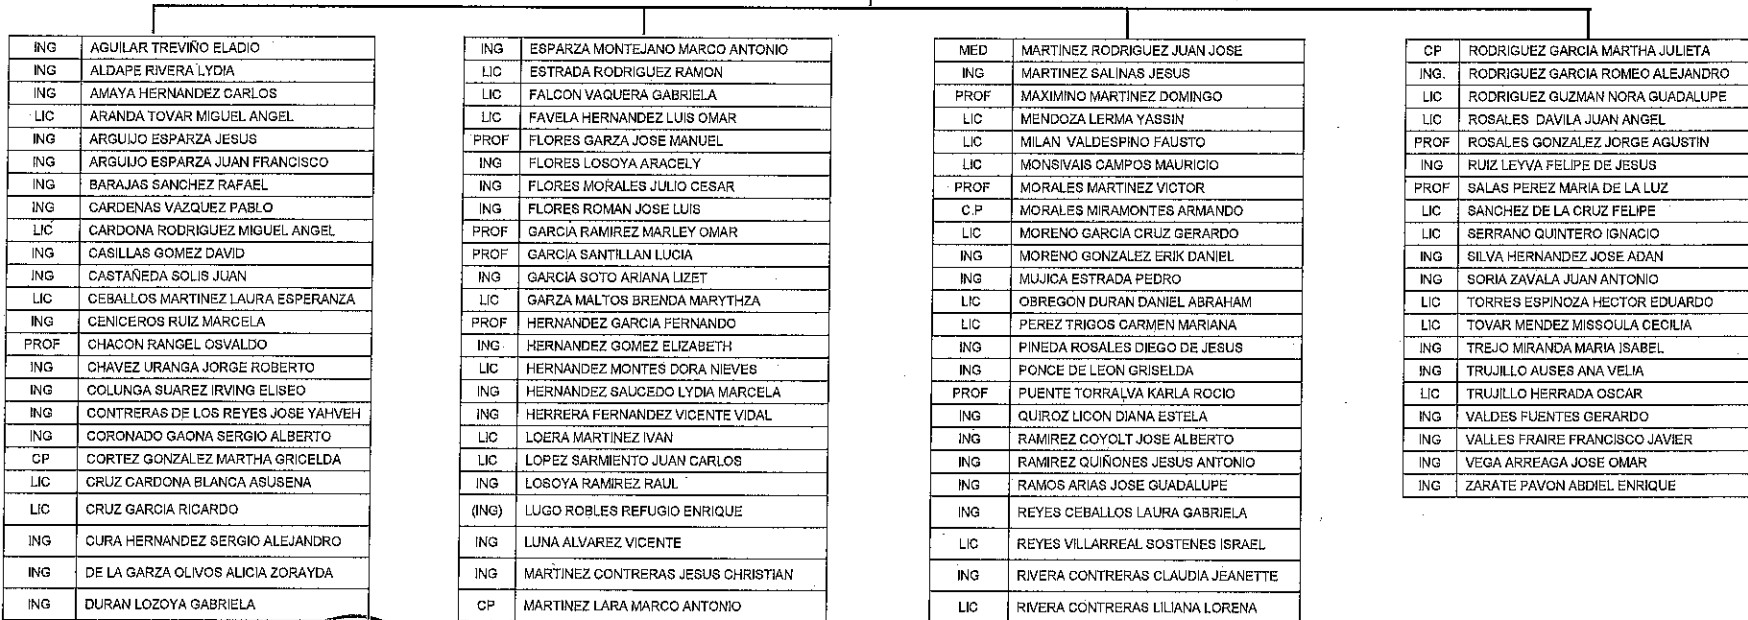 ING AGUILAR TREVIÑO ELADIO
ING ALDAPE RIVERA LYDIA
ING AMAYA HERNANDEZ CARLOS
LIC ARANDA TOVAR MIGUEL ANGEL
ING ARGUIJO ESPARZA JESUS
ING ARGUIJO ESPARZA JUAN FRANCISCO
ING BARAJAS SANCHEZ RAFAEL
ING CARDENAS VAZQUEZ PABLO
LIC CARDONA RODRIGUEZ MIGUEL ANGEL
ING CASILLAS GOMEZ DAVID
ING CASTAÑEDA SOLIS JUAN
LIC CEBALLOS MARTINEZ LAURA ESPERANZA
ING CENICEROS RUIZ MARCELA
PROF CHACON RANGEL OSVALDO
ING CHAVEZ URANGA JORGE ROBERTO
ING COLUNGA SUAREZ IRVING ELISEO
ING CONTRERAS DE LOS REYES JOSE YAHVEH
ING CORONADO GAONA SERGIO ALBERTO
CP CORTEZ GONZALEZ MARTHA GRICELDA
LIC CRUZ CARDONA BLANCA ASUSENA
LIC CRUZ GARCIA RICARDO
ING CURA HERNANDEZ SERGIO ALEJANDRO
ING DE LA GARZA OLIVOS ALICIA ZORAYDA
ING DURAN LOZOYA GABRIELA
ING ESPARZA MONTEJANO MARCO ANTONIO
LIC ESTRADA RODRIGUEZ RAMON
LIC FALCON VAQUERA GABRIELA
LIC FAVELA HERNANDEZ LUIS OMAR
PROF FLORES GARZA JOSE MANUEL
ING FLORES LOSOYA ARACELY
ING FLORES MORALES JULIO CESAR
ING FLORES ROMAN JOSE LUIS
PROF GARCIA RAMIREZ MARLEY OMAR
PROF GARCIA SANTILLAN LUCIA
ING GARCIA SOTO ARIANA LIZET
LIC GARZA MALTOS BRENDA MARYTHZA
PROF HERNANDEZ GARCIA FERNANDO
ING HERNANDEZ GOMEZ ELIZABETH
LIC HERNANDEZ MONTES DORA NIEVES
ING HERNANDEZ SAUCEDO LYDIA MARCELA
ING HERRERA FERNANDEZ VICENTE VIDAL
LIC LOERA MARTINEZ IVAN
LIC LOPEZ SARMIENTO JUAN CARLOS
ING LOSOYA RAMIREZ RAUL
(ING) LUGO ROBLES REFUGIO ENRIQUE
ING LUNA ALVAREZ VICENTE
ING MARTINEZ CONTRERAS JESUS CHRISTIAN
CP MARTINEZ LARA MARCO ANTONIO
MED MARTINEZ RODRIGUEZ JUAN JOSE
ING MARTINEZ SALINAS JESUS
PROF MAXIMINO MARTINEZ DOMINGO
LIC MENDOZA LERMA YASSIN
LIC MILAN VALDESPINO FAUSTO
LIC MONSIVAIS CAMPOS MAURICIO
PROF MORALES MARTINEZ VICTOR
C.P MORALES MIRAMONTES ARMANDO
LIC MORENO GARCIA CRUZ GERARDO
ING MORENO GONZALEZ ERIK DANIEL
ING MUJICA ESTRADA PEDRO
LIC OBREGON DURAN DANIEL ABRAHAM
LIC PEREZ TRIGOS CARMEN MARIANA
ING PINEDA ROSALES DIEGO DE JESUS
ING PONCE DE LEON GRISELDA
PROF PUENTE TORRALVA KARLA ROCIO
ING QUIROZ LICON DIANA ESTELA
ING RAMIREZ COYOLT JOSE ALBERTO
ING RAMIREZ QUIÑONES JESUS ANTONIO
ING RAMOS ARIAS JOSE GUADALUPE
ING REYES CEBALLOS LAURA GABRIELA
LIC REYES VILLARREAL SOSTENES ISRAEL
ING RIVERA CONTRERAS CLAUDIA JEANETTE
LIC RIVERA CONTRERAS LILIANA LORENA
CP RODRIGUEZ GARCIA MARTHA JULIETA
ING. RODRIGUEZ GARCIA ROMEO ALEJANDRO
LIC RODRIGUEZ GUZMAN NORA GUADALUPE
LIC ROSALES DAVILA JUAN ANGEL
PROF ROSALES GONZALEZ JORGE AGUSTIN
ING RUIZ LEYVA FELIPE DE JESUS
PROF SALAS PEREZ MARIA DE LA LUZ
LIC SANCHEZ DE LA CRUZ FELIPE
LIC SERRANO QUINTERO IGNACIO
ING SILVA HERNANDEZ JOSE ADAN
ING SORIA ZAVALA JUAN ANTONIO
LIC TORRES ESPINOZA HECTOR EDUARDO
LIC TOVAR MENDEZ MISSOULA CECILIA
ING TREJO MIRANDA MARIA ISABEL
ING TRUJILLO AUSES ANA VELIA
LIC TRUJILLO HERRADA OSCAR
ING VALDES FUENTES GERARDO
ING VALLES FRAIRE FRANCISCO JAVIER
ING VEGA ARREAGA JOSE OMAR
ING ZARATE PAVON ABDIEL ENRIQUE